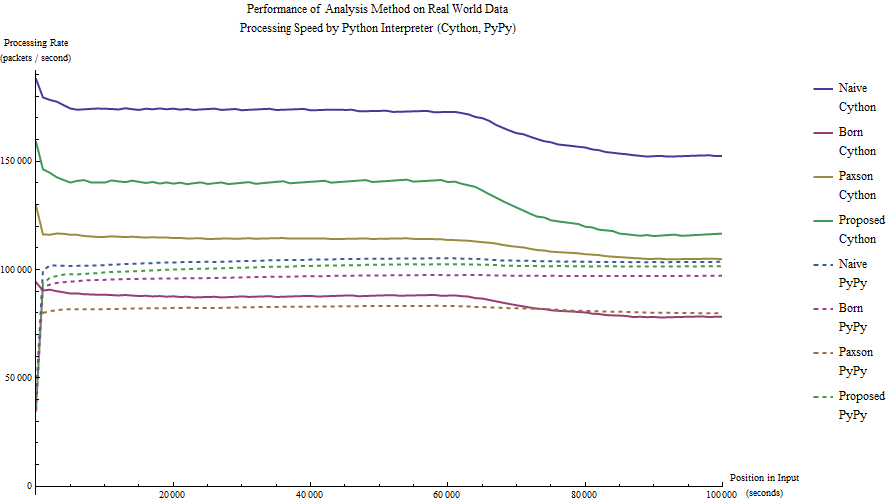 Performance of Analysis Method on Real World Data
Processing Speed by Python Interpreter (Cython, PyPy)
Processing Rate
(packets / second)
150 000
100 000
50 000
0
20 000
40 000
60 000
80 000
100 000
Position in Input
(seconds)
Naive
Cython
Born
Cython
Paxson
Cython
Proposed
Cython
Naive
PyPy
Born
PyPy
Paxson
PyPy
Proposed
PyPy